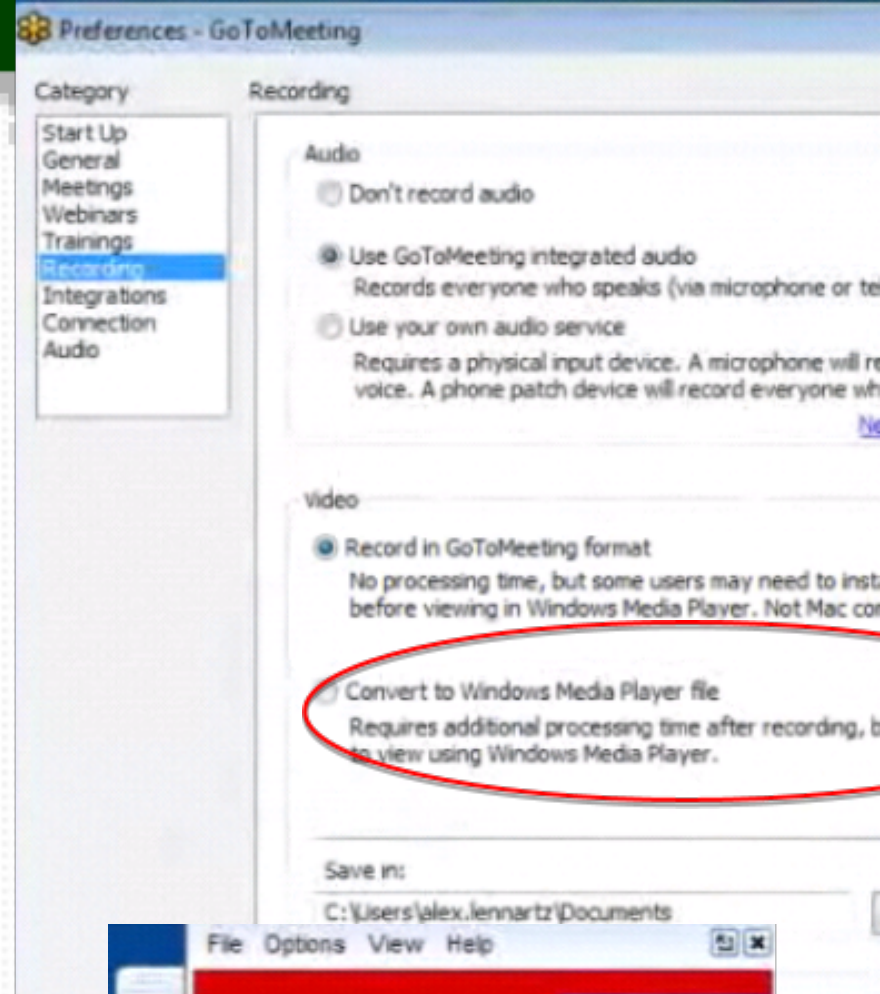 Preferences - GoToMeeting
Category
Recording
Start Up
General
Meetings
Webinars
Trainings
Recording
Integrations
Connection
Audio
Audio
Don't record audio
Use GoToMeeting integrated audio
Records everyone who speaks (via microphone or tel
Use your own audio service
Requires a physical input device. A microphone will re
voice. A phone patch device will record everyone wh
Ne
Video
Record in GoToMeeting format
No processing time, but some users may need to insta
before viewing in Windows Media Player. Not Mac com
Convert to Windows Media Player file
Requires additional processing time after recording, b
to view using Windows Media Player.
Save in:
C:\Users\alex.lennartz\Documents
File Options View Help